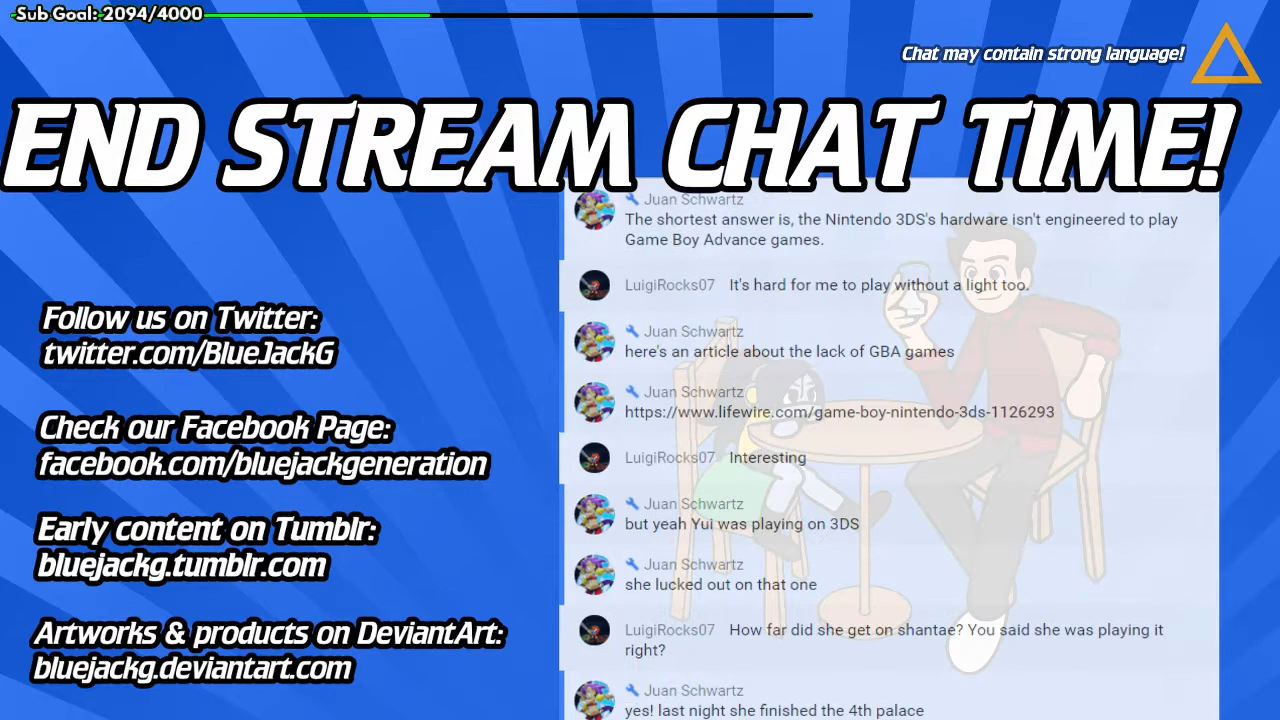 Sub Goal: 2094/4000
Chat may contain strong language!
END STREAM CHAT TIME!
Follow us on Twitter:
twitter.com/BlueJackG
Check our Facebook Page:
facebook.com/bluejackgeneration
Early content on Tumblr:
bluejackg.tumblr.com
Artworks & products on DeviantArt:
bluejackg.deviantart.com
Juan Schwartz
The shortest answer is, the Nintendo 3DS's hardware isn't engineered to play
Game Boy Advance games.
LuigiRocks07 It's hard for me to play without a light too.
Juan Schwartz
here's an article about the lack of GBA games
Juan Schwartz
https://www.lifewire.com/game-boy-nintendo-3ds-1126293
LuigiRocks07 Interesting
Juan Schwartz
but yeah Yui was playing on 3DS
Juan Schwartz
she lucked out on that one
LuigiRocks07 How far did she get on shantae? You said she was playing it
right?
Juan Schwartz
yes! last night she finished the 4th palace